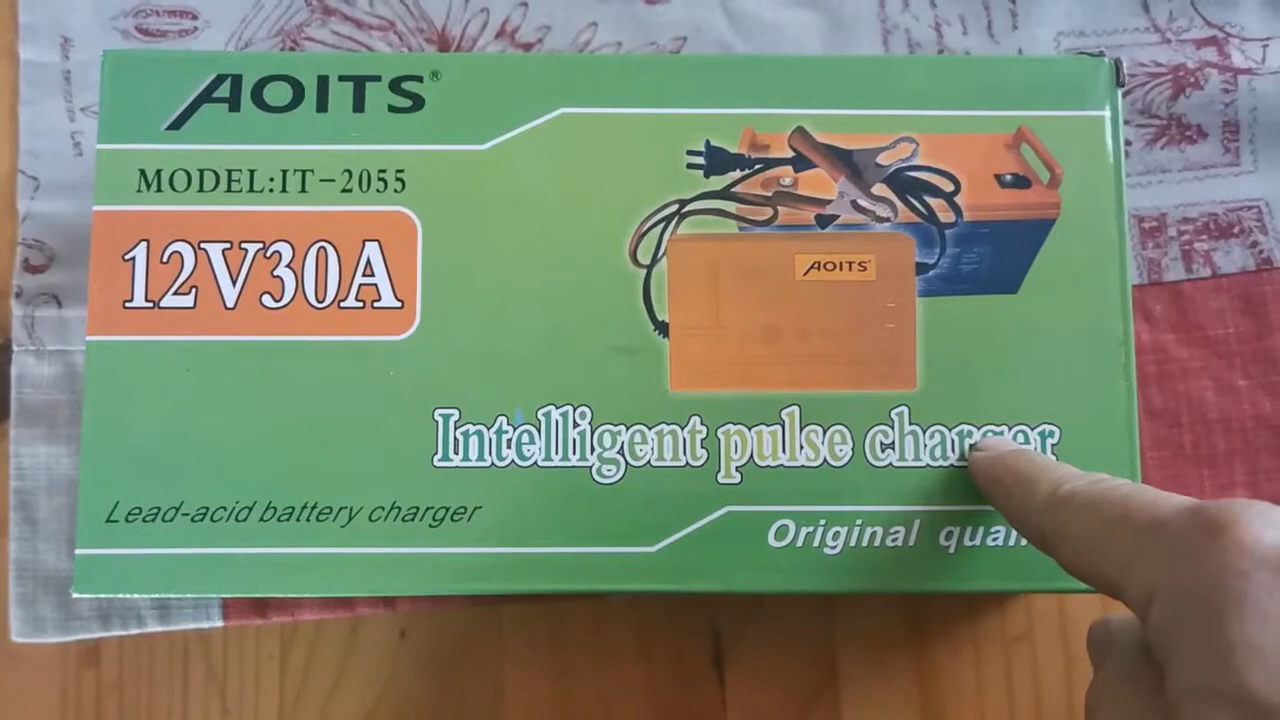 AOITS®
MODEL:IT-2055
12V30A
AOITS
Intelligent pulse charger
Lead-acid battery charger
Original